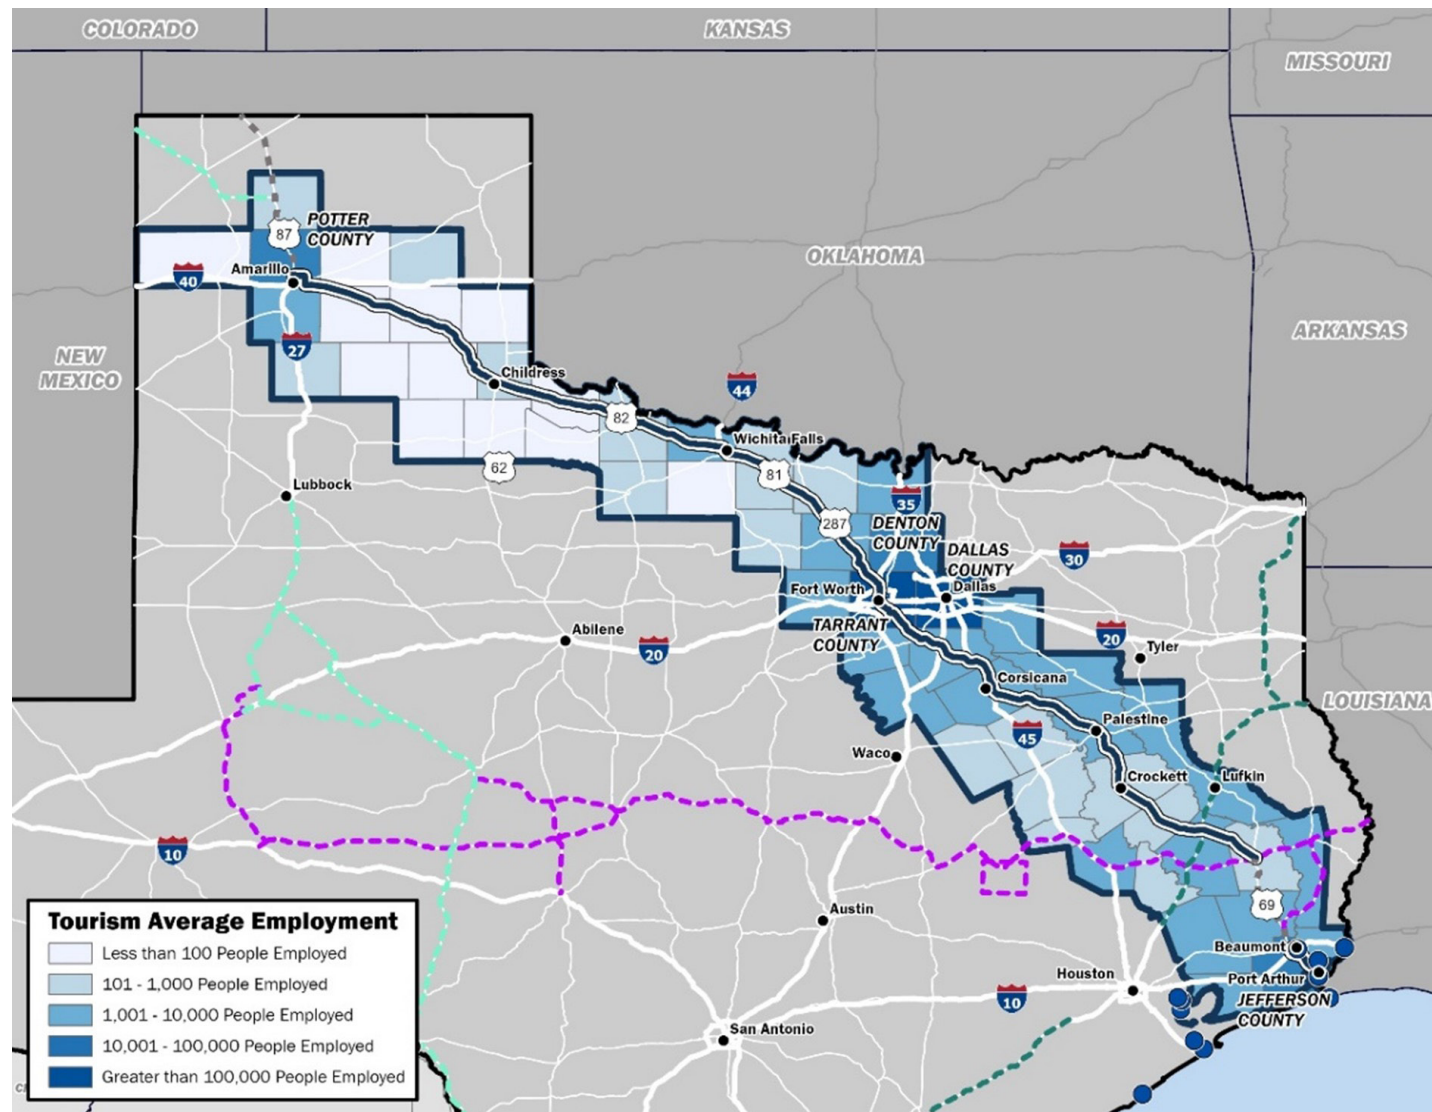 COLORADO
KANSAS
MISSOURI
POTTER
COUNTY
87
OKLAHOMA
Amarillo
40
ARKANSAS
NEW
MEXICO
27
Childress
44
82
Wichita Falls
62
81
Lubbock
35
287
DENTON
COUNTY
DALLAS
COUNTY
30
Fort Worth
Dallas
TARRANT
COUNTY
Abilene
20
20
Tyler
Corsicana
LOUISIANA
Palestine
45
Waco
Crockett
Lufkin
10
69
Austin
Beaumont
Houston
Port Arthur
10
JEFFERSON
COUNTY
San Antonio
Tourism Average Employment
Less than 100 People Employed
101 - 1,000 People Employed
1,001 - 10,000 People Employed
10,001 - 100,000 People Employed
Greater than 100,000 People Employed